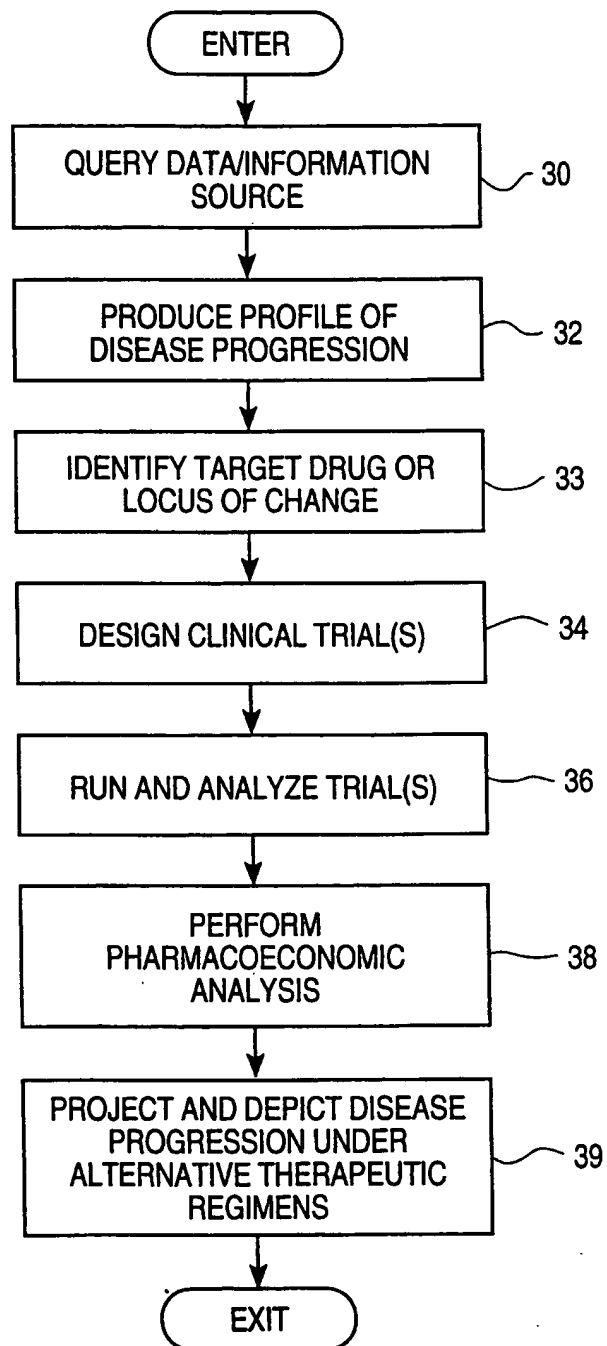 ENTER
QUERY DATA/INFORMATION
SOURCE
30
PRODUCE PROFILE OF
DISEASE PROGRESSION
32
IDENTIFY TARGET DRUG OR
LOCUS OF CHANGE
33
DESIGN CLINICAL TRIAL(S)
34
RUN AND ANALYZE TRIAL(S)
36
PERFORM
PHARMACOECONOMIC
ANALYSIS
38
PROJECT AND DEPICT DISEASE
PROGRESSION UNDER
ALTERNATIVE THERAPEUTIC
REGIMENS
39
EXIT